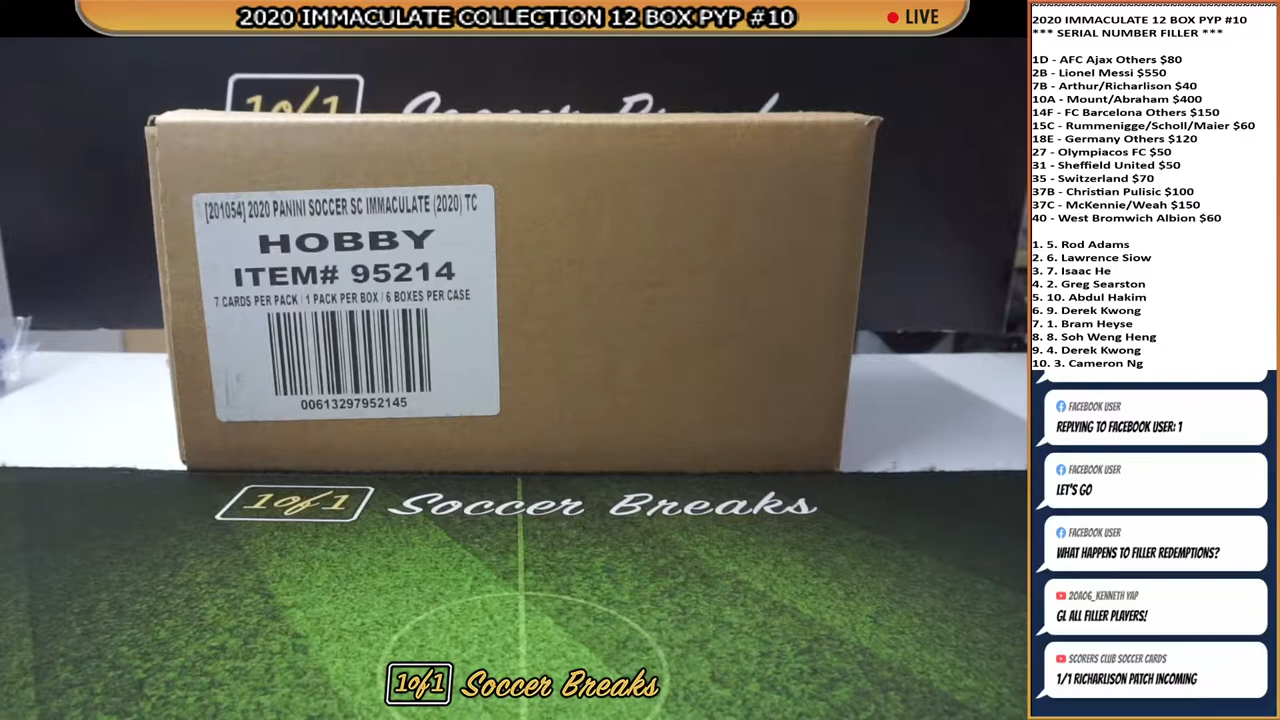 2020 IMMACULATE COLLECTION 12 BOX PYP #10
LIVE
1of1
[201054] 2020 PANINI SOCCER SC IMMACULATE (2020) TC
HOBBY
ITEM# 95214
7 CARDS PER PACK / 1 PACK PER BOX / 6 BOXES PER CASE
00613297952145
1of1 Soccer Breaks
1of1 Soccer Breaks
2020 IMMACULATE 12 BOX PYP #10
*** SERIAL NUMBER FILLER ***
1D - AFC Ajax Others $80
2B - Lionel Messi $550
7B - Arthur/Richarlison $40
10A - Mount/Abraham $400
14F - FC Barcelona Others $150
15C - Rummenigge/Scholl/Maier $60
18E - Germany Others $120
27 - Olympiacos FC $50
31 - Sheffield United $50
35 - Switzerland $70
37B - Christian Pulisic $100
37C - McKennie/Weah $150
40 - West Bromwich Albion $60
1. 5. Rod Adams
2. 6. Lawrence Siow
3. 7. Isaac He
4. 2. Greg Searston
5. 10. Abdul Hakim
6. 9. Derek Kwong
7. 1. Bram Heyse
8. 8. Soh Weng Heng
9. 4. Derek Kwong
10. 3. Cameron Ng
FACEBOOK USER
REPLYING TO FACEBOOK USER: 1
FACEBOOK USER
LET'S GO
FACEBOOK USER
WHAT HAPPENS TO FILLER REDEMPTIONS?
20A06_KENNETH YAP
GL ALL FILLER PLAYERS!
SCORERS CLUB SOCCER CARDS
1/1 RICHARLISON PATCH INCOMING